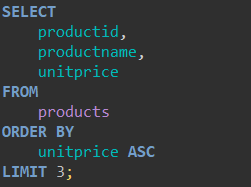 SELECT
    productid,
    productname,
    unitprice
FROM
    products
ORDER BY
    unitprice ASC
LIMIT 3;